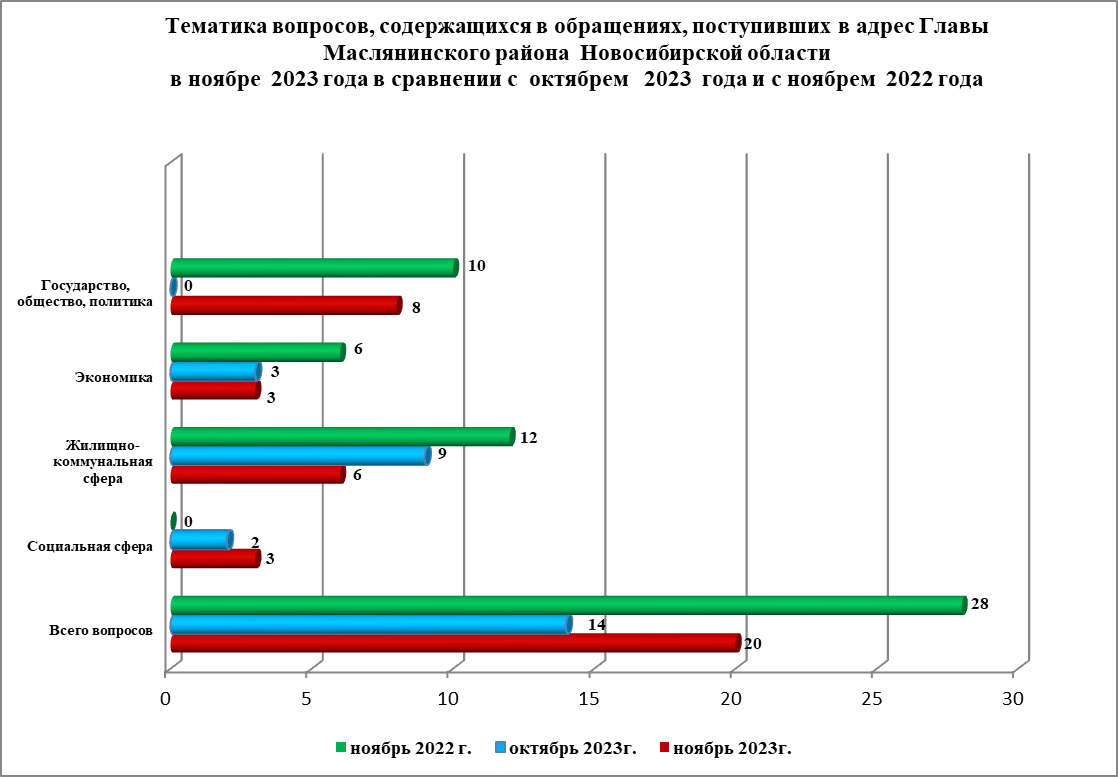 Тематика вопросов, содержащихся в обращениях, поступивших в адрес Главы
Маслянинского района Новосибирской области
в ноябре 2023 года в сравнении с октябрем 2023 года и с ноябрем 2022 года
Государство,
общество, политика
10
0
8
Экономика
6
3
3
Жилищно-
коммунальная
сфера
12
9
6
Социальная сфера
0
2
3
Всего вопросов
28
14
20
0 5 10 15 20 25 30
ноябрь 2022 г. октябрь 2023г. ноябрь 2023г.